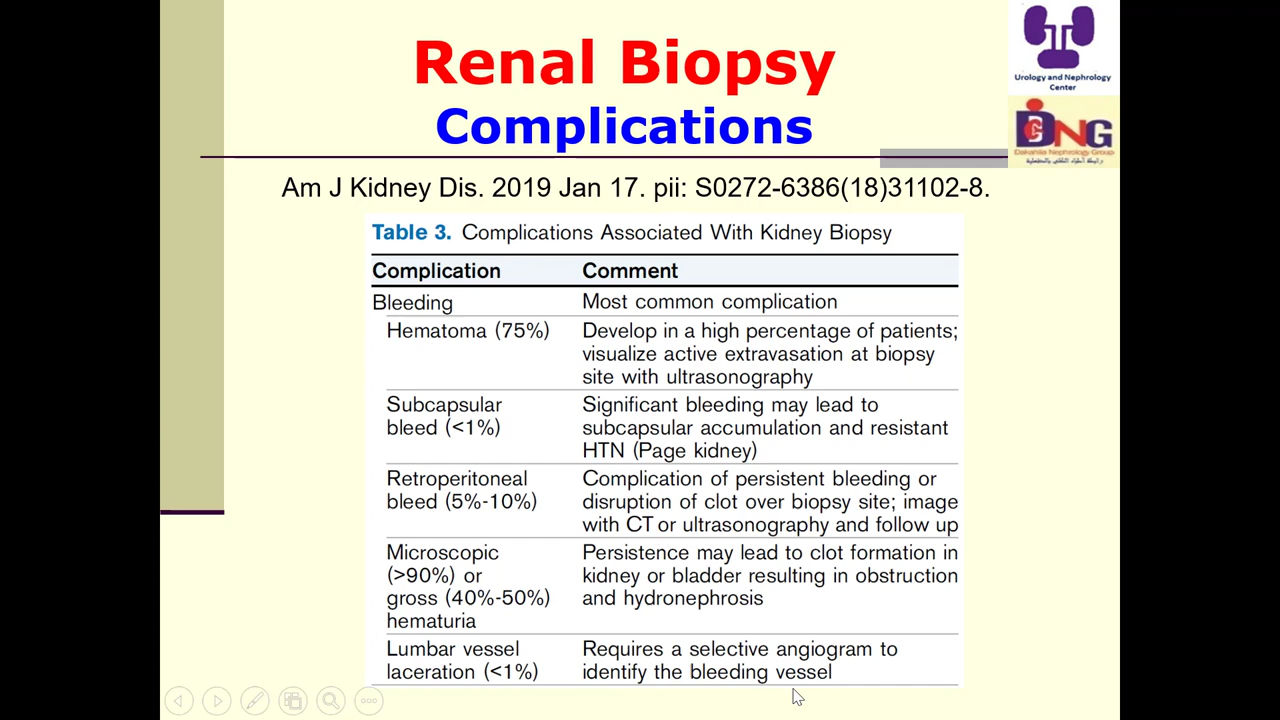 Renal Biopsy
Complications
Urology and Nephrology
Center
DNG
Dakahlia Nephrology Group
Am J Kidney Dis. 2019 Jan 17. pii: S0272-6386(18)31102-8.
Table 3. Complications Associated With Kidney Biopsy
Complication Comment
Bleeding Most common complication
Hematoma (75%) Develop in a high percentage of patients;
visualize active extravasation at biopsy
site with ultrasonography
Subcapsular Significant bleeding may lead to
bleed (<1%) subcapsular accumulation and resistant
HTN (Page kidney)
Retroperitoneal Complication of persistent bleeding or
bleed (5%-10%) disruption of clot over biopsy site; image
with CT or ultrasonography and follow up
Microscopic Persistence may lead to clot formation in
(>90%) or kidney or bladder resulting in obstruction
gross (40%-50%) and hydronephrosis
hematuria
Lumbar vessel Requires a selective angiogram to
laceration (<1%) identify the bleeding vessel